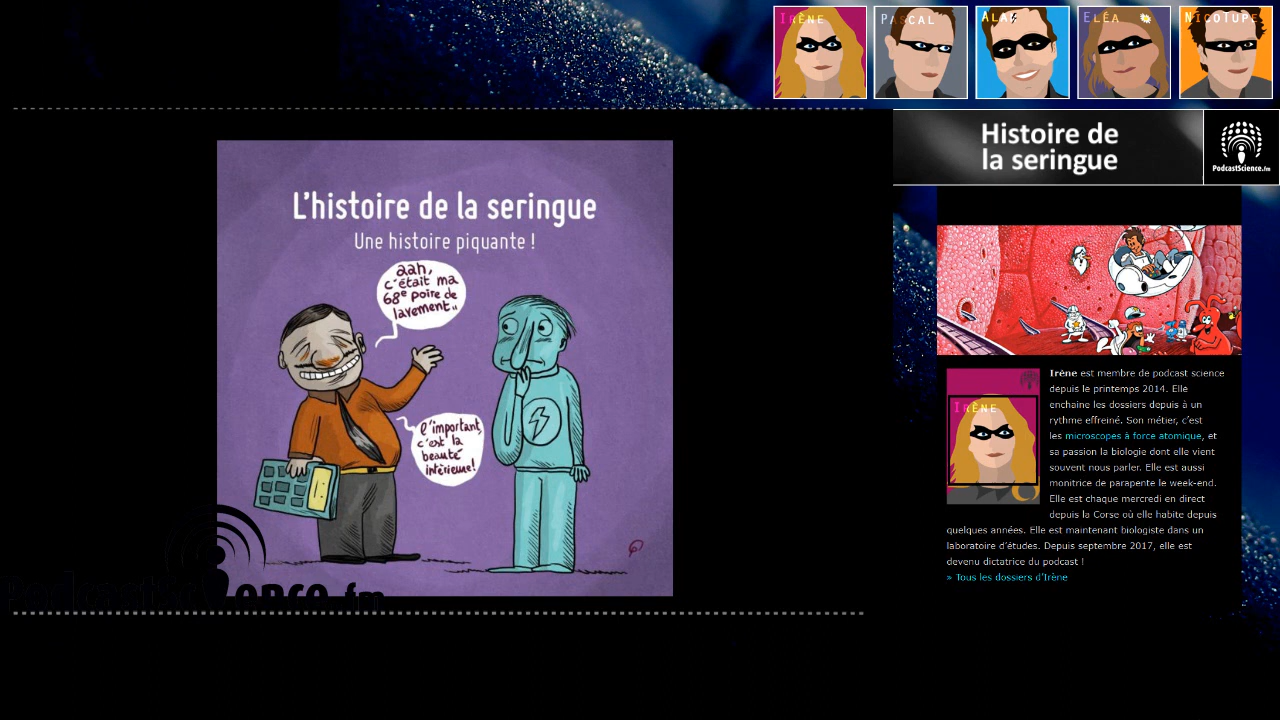 IRÈNE
PASCAL
ALAN
ELÉA
NICOTUPE
Histoire de
la seringue
PodcastScience.fm
L'histoire de la seringue
Une histoire piquante !
aah,
c'était ma
68e poire de
lavement..
l'important,
c'est la
beauté
intérieure!
Irène est membre de podcast science
depuis le printemps 2014. Elle
enchaine les dossiers depuis à un
rythme effreiné. Son métier, c'est
les microscopes à force atomique, et
sa passion la biologie dont elle vient
souvent nous parler. Elle est aussi
monitrice de parapente le week-end.
Elle est chaque mercredi en direct
depuis la Corse où elle habite depuis
quelques années. Elle est maintenant biologiste dans un
laboratoire d'études. Depuis septembre 2017, elle est
devenu dictatrice du podcast !
» Tous les dossiers d'Irène
IRÈNE
PodcastScience.fm